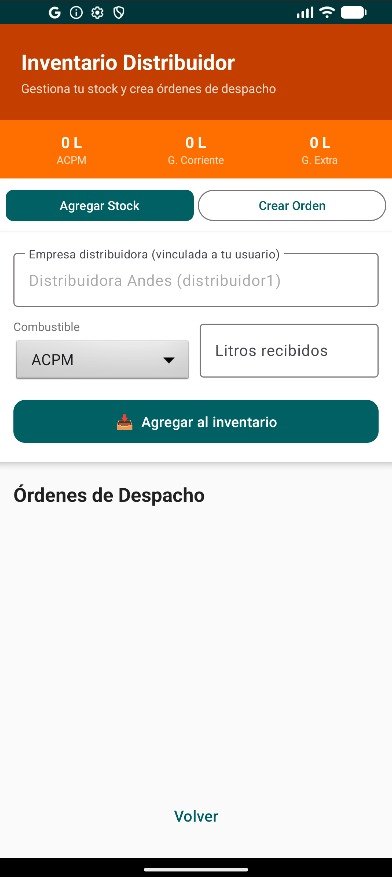 Inventario Distribuidor
Gestiona tu stock y crea órdenes de despacho
0 L
0 L
0 L
ACPM
G. Corriente
G. Extra
Agregar Stock
Crear Orden
Empresa distribuidora (vinculada a tu usuario)
Distribuidora Andes (distribuidor1)
Combustible
ACPM
Litros recibidos
Agregar al inventario
Órdenes de Despacho
Volver